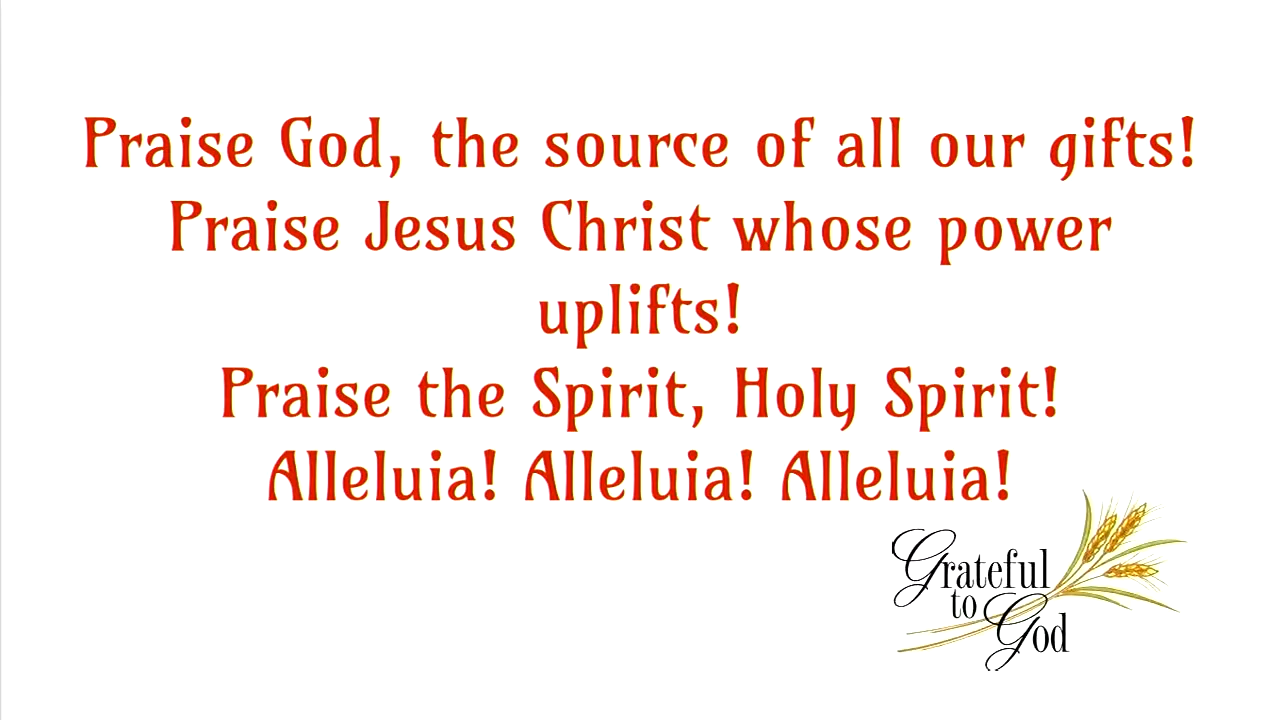 Praise God, the source of all our gifts!
Praise Jesus Christ whose power
uplifts!
Praise the Spirit, Holy Spirit!
Alleluia! Alleluia! Alleluia!
Grateful
to
God